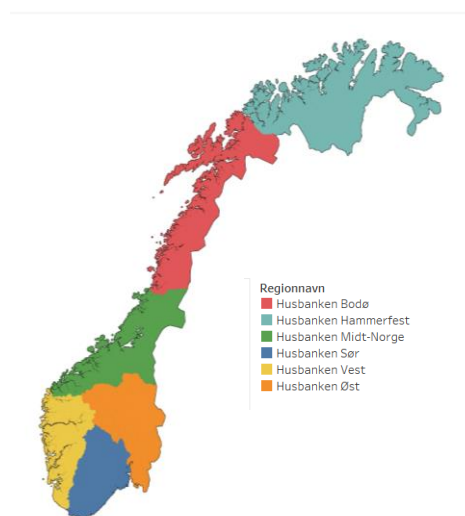 Regionnavn
Husbanken Bodø
Husbanken Hammerfest
Husbanken Midt-Norge
Husbanken Sør
Husbanken Vest
Husbanken Øst